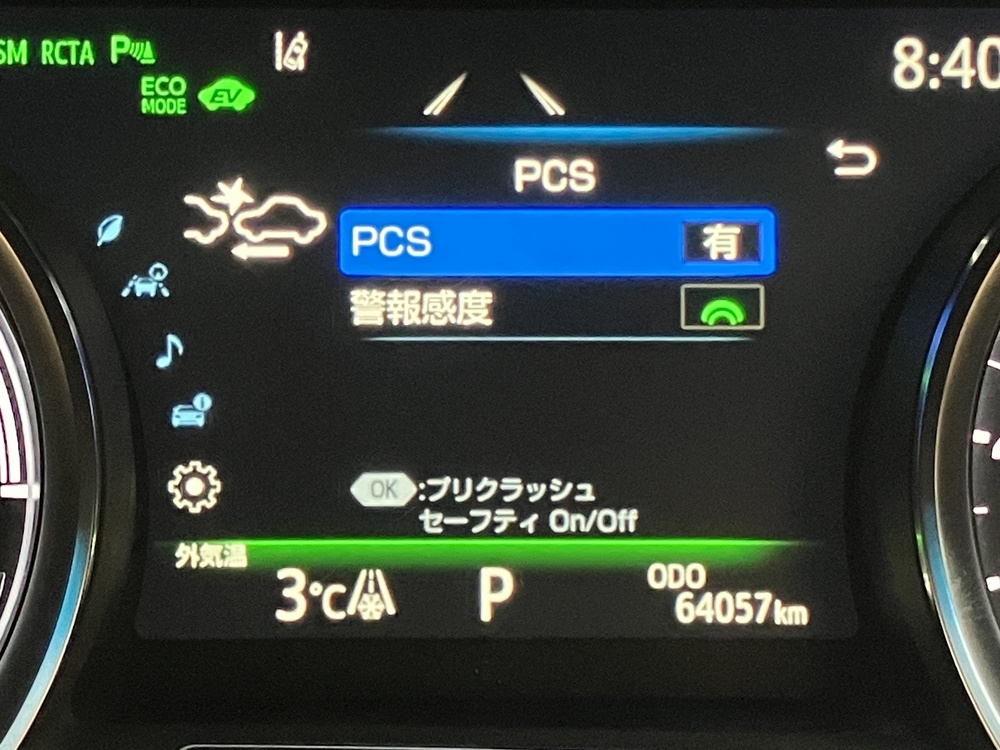 SM RCTA P
8:40
ECO
MODE
EV
PCS
PCS 有
警報感度
OK :プリクラッシュ
セーフティ On/Off
外気温
3℃ P
ODO
64057km